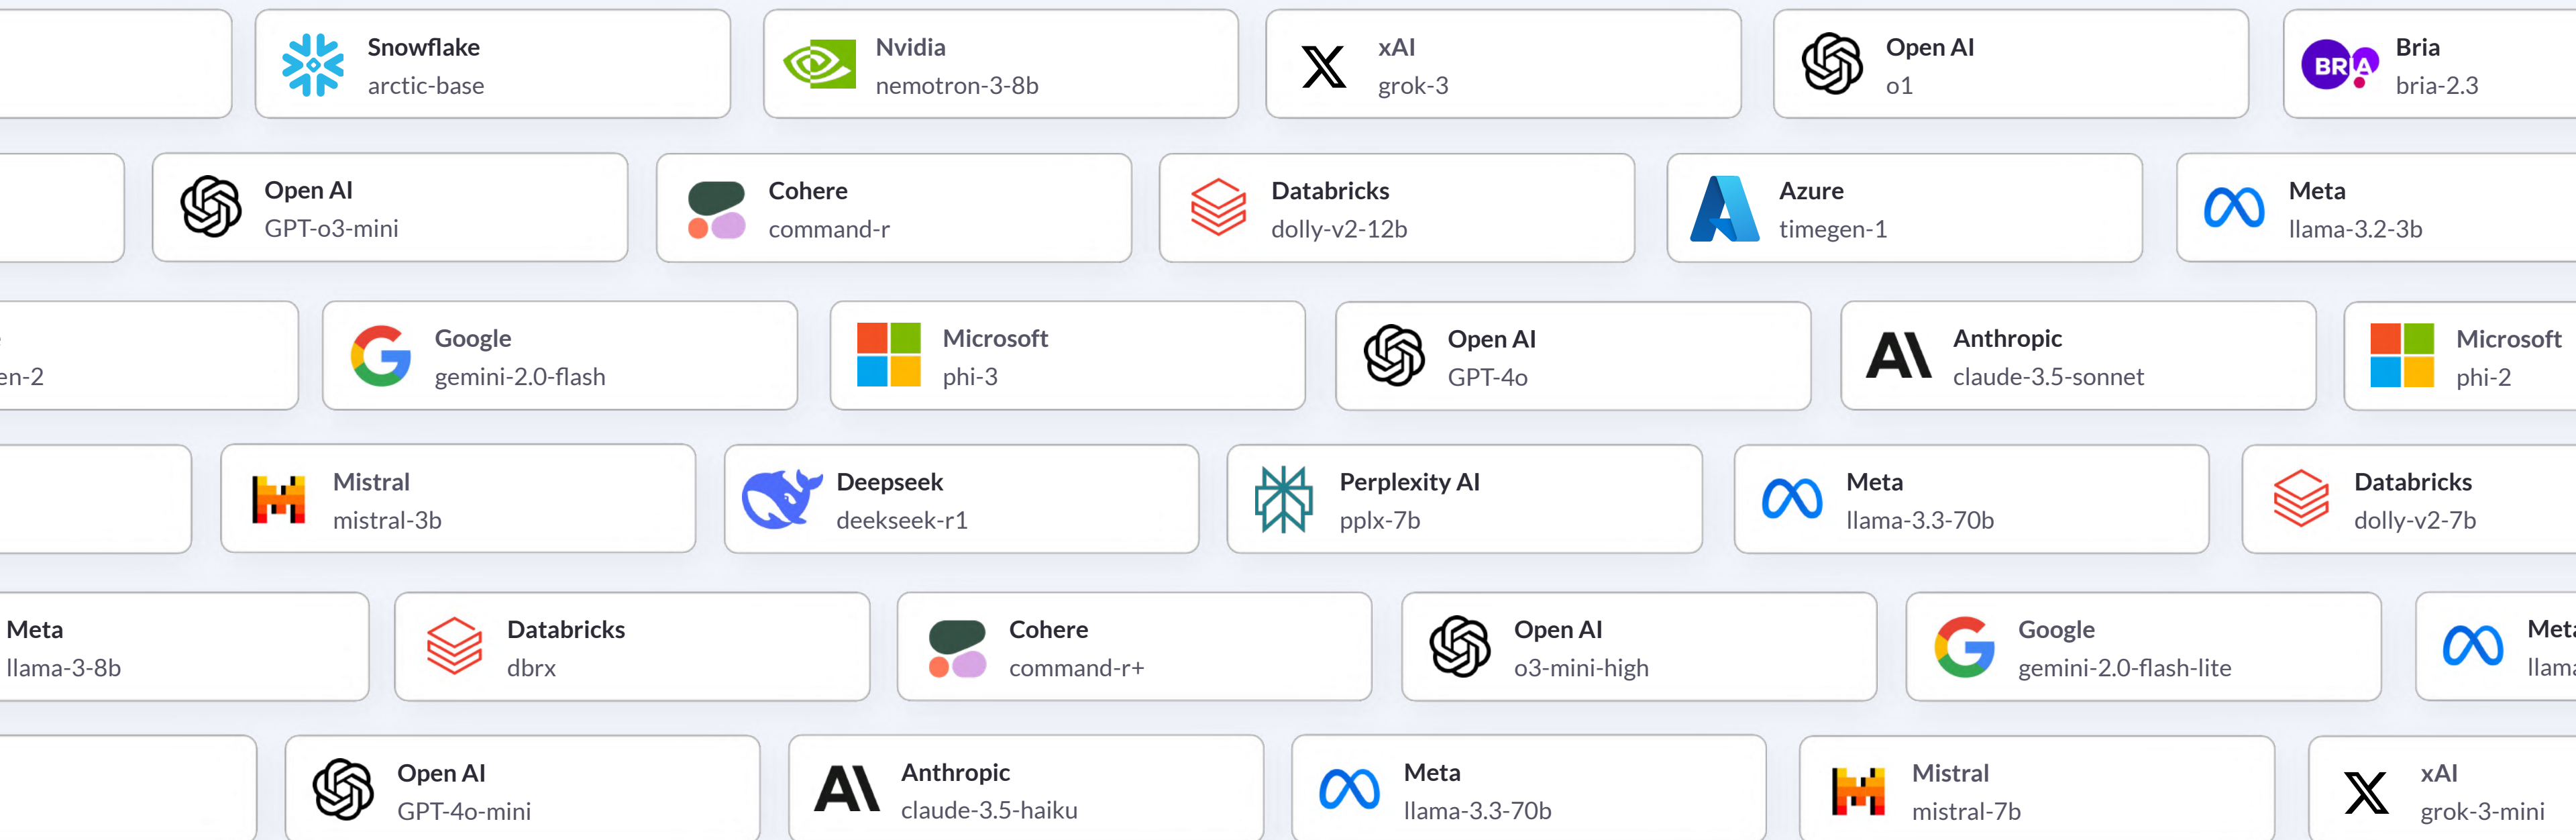 Snowflake
arctic-base
Nvidia
nemotron-3-8b
xAI
grok-3
Open AI
o1
BRIA
Bria
bria-2.3
Open AI
GPT-o3-mini
Cohere
command-r
Databricks
dolly-v2-12b
Azure
timegen-1
Meta
llama-3.2-3b
en-2
Google
gemini-2.0-flash
Microsoft
phi-3
Open AI
GPT-4o
Anthropic
claude-3.5-sonnet
Microsoft
phi-2
Mistral
mistral-3b
Deepseek
deekseek-r1
Perplexity AI
pplx-7b
Meta
llama-3.3-70b
Databricks
dolly-v2-7b
Meta
llama-3-8b
Databricks
dbrx
Cohere
command-r+
Open AI
o3-mini-high
Google
gemini-2.0-flash-lite
Open AI
GPT-4o-mini
Anthropic
claude-3.5-haiku
Meta
llama-3.3-70b
Mistral
mistral-7b
xAI
grok-3-mini